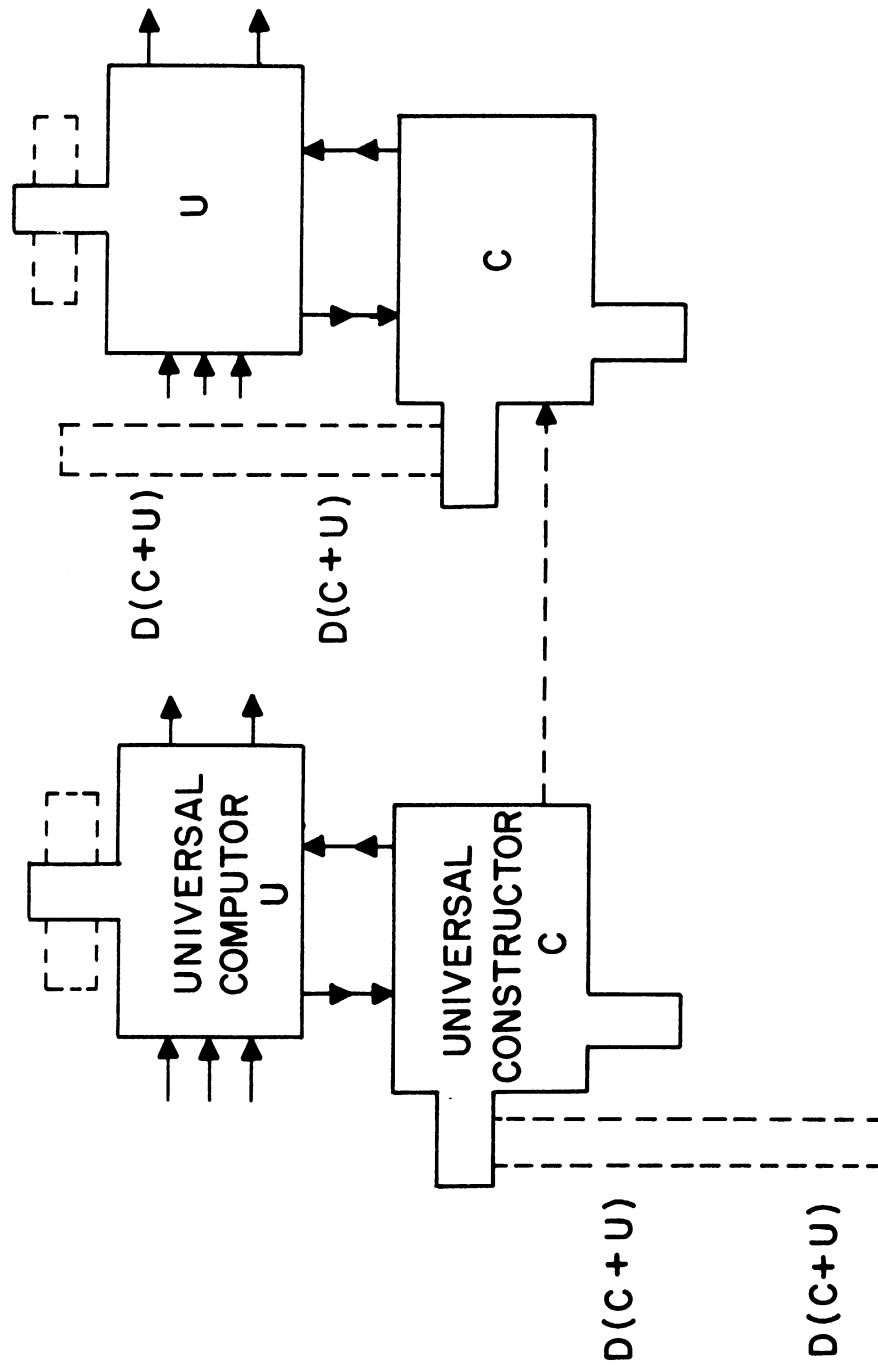 UNIVERSAL
COMPUTOR
U
UNIVERSAL
CONSTRUCTOR
C
D(C+U)
D(C+U)
U
C
D(C+U)
D(C+U)